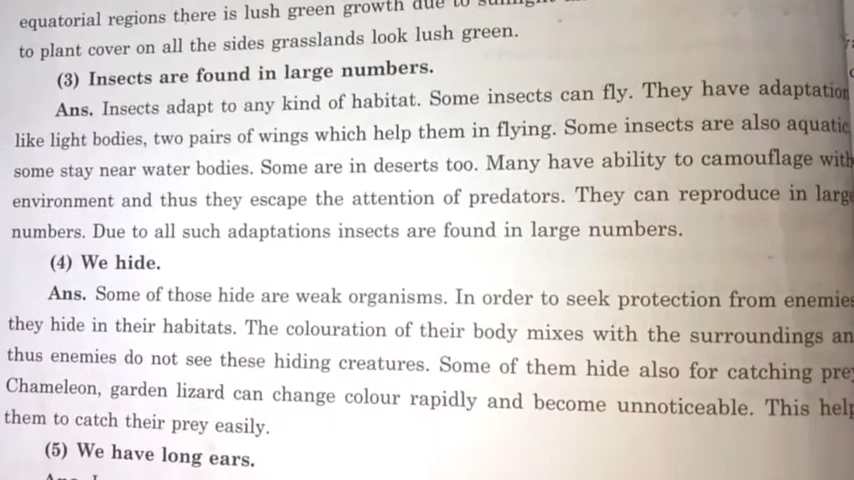 equatorial regions there is lush green growth due to
to plant cover on all the sides grasslands look lush green.
(3) Insects are found in large numbers.
Ans. Insects adapt to any kind of habitat. Some insects can fly. They have adaptation
like light bodies, two pairs of wings which help them in flying. Some insects are also aquatic
some stay near water bodies. Some are in deserts too. Many have ability to camouflage with
environment and thus they escape the attention of predators. They can reproduce in large
numbers. Due to all such adaptations insects are found in large numbers.
(4) We hide.
Ans. Some of those hide are weak organisms. In order to seek protection from enemies
they hide in their habitats. The colouration of their body mixes with the surroundings an
thus enemies do not see these hiding creatures. Some of them hide also for catching prey
Chameleon, garden lizard can change colour rapidly and become unnoticeable. This help
them to catch their prey easily.
(5) We have long ears.